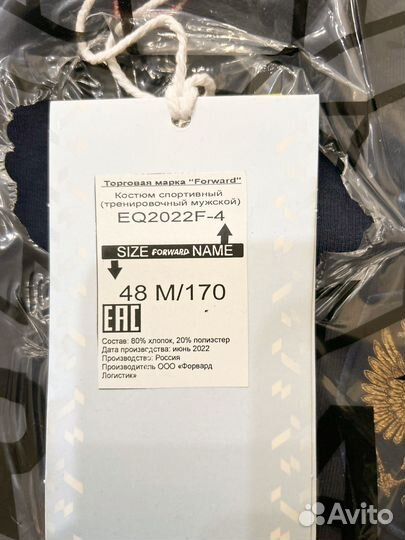 Торговая марка "Forward"
Костюм спортивный
(тренировочный мужской)
EQ2022F-4
SIZE FORWARD NAME
48 M/170
EAC
Состав: 80% хлопок, 20% полиэстер
Дата производства: июнь 2022
Производство: Россия
Производитель ООО «Форвард
Логистик»
Avito